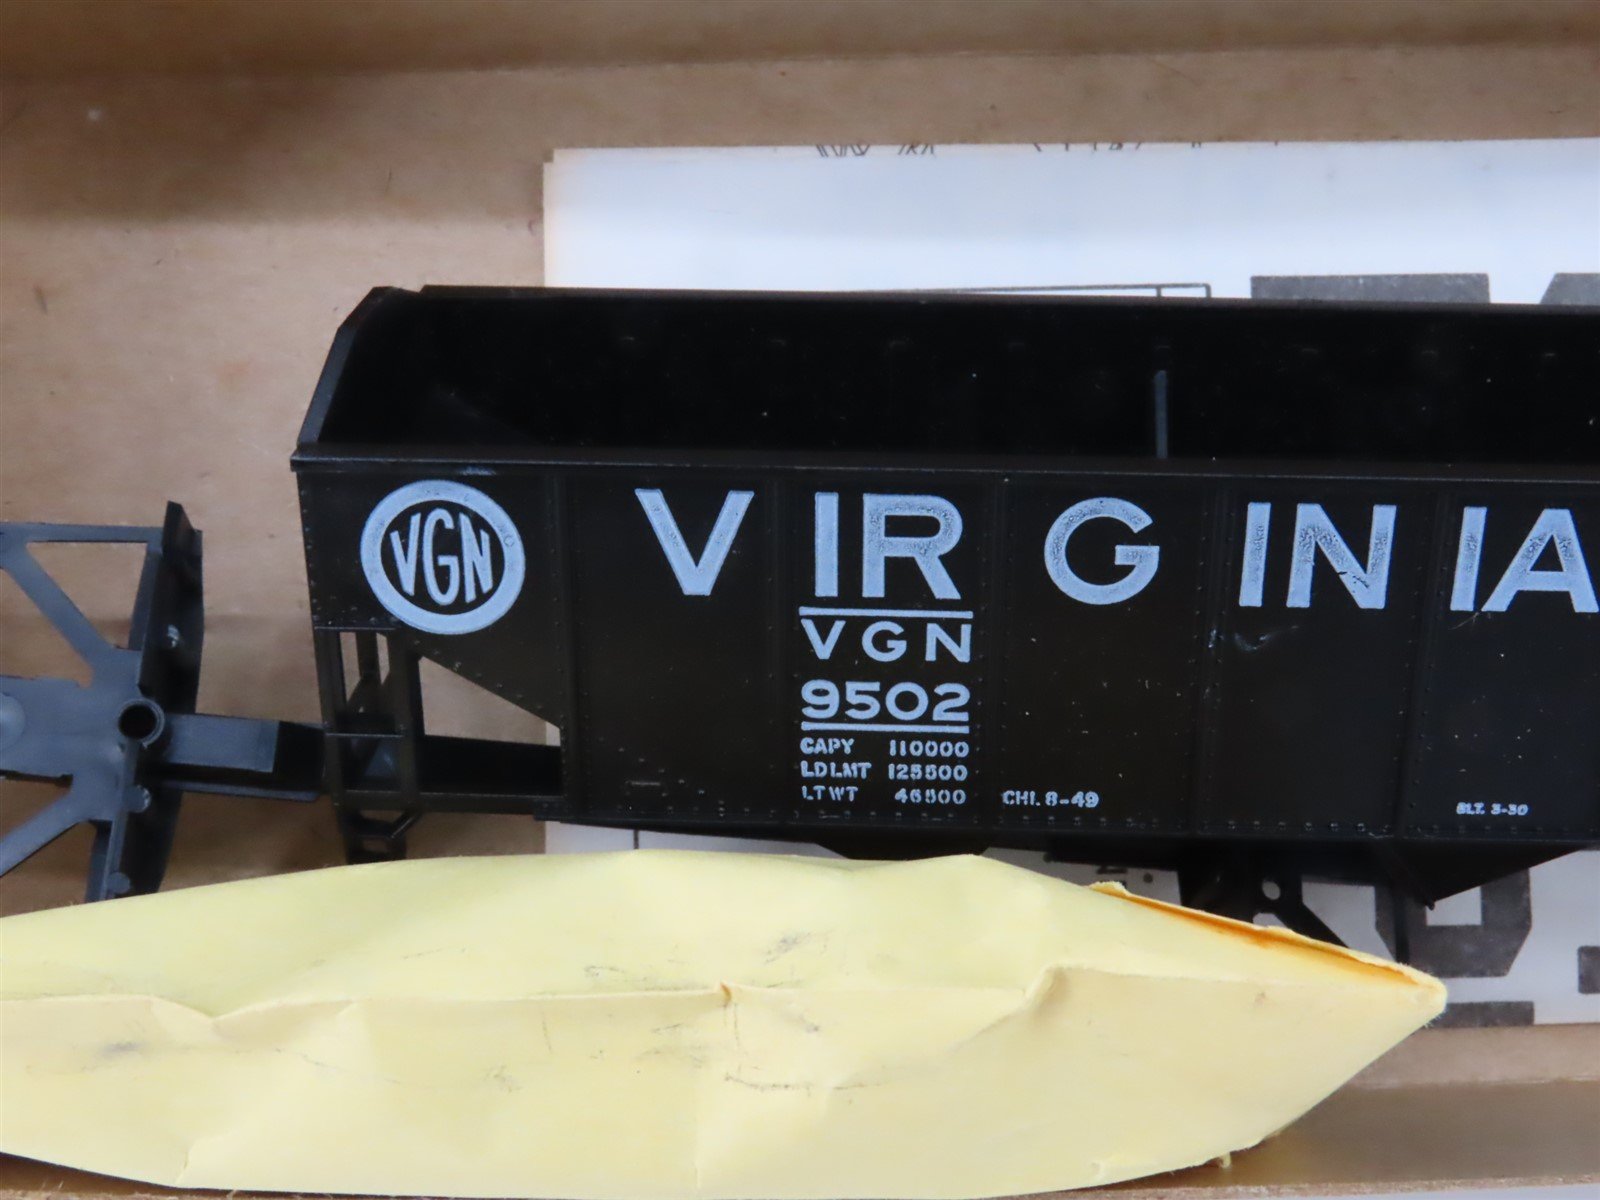 VGN
VIRGINIA
VGN
9502
CAPY 110000
LD LMT 125500
LT WT 46500
CHI. 8-49
BLT. 3-30